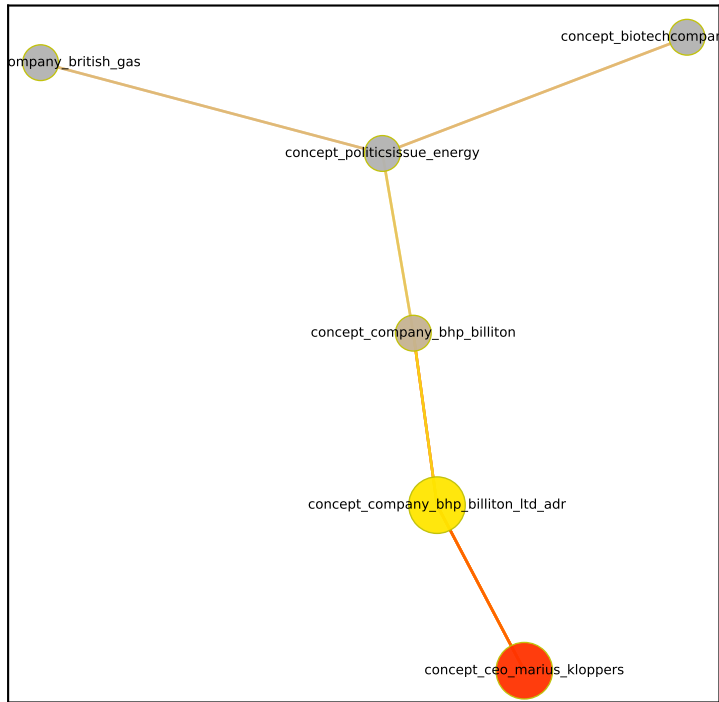 concept_biotechcompar
ompany_british_gas
concept_politicsissue_energy
concept_company_bhp_billiton
concept_company_bhp_billiton_ltd_adr
concept_ceo_marius_kloppers